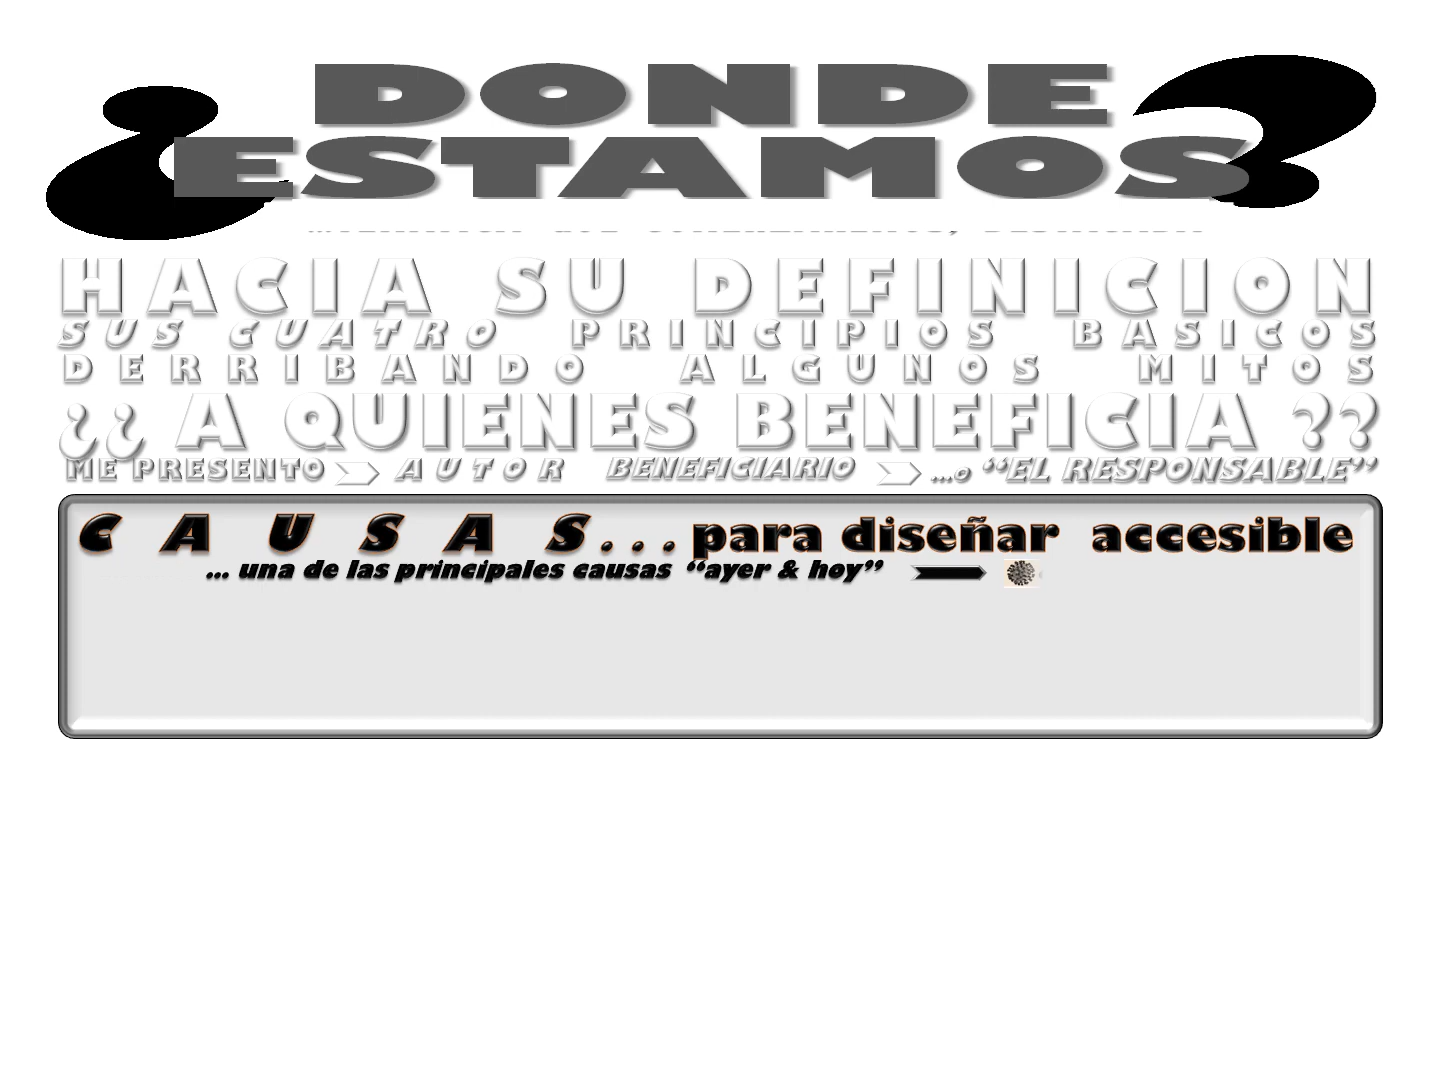 ¿ DONDE
ESTAMOS ?
HACIA SU DEFINICION
SUS CUATRO PRINCIPIOS BASICOS
DERRIBANDO ALGUNOS MITOS
¿¿ A QUIENES BENEFICIA ??
ME PRESENTO AUTOR BENEFICIARIO ...o “EL RESPONSABLE”
CAUSAS... para diseñar accesible
... una de las principales causas “ayer & hoy”